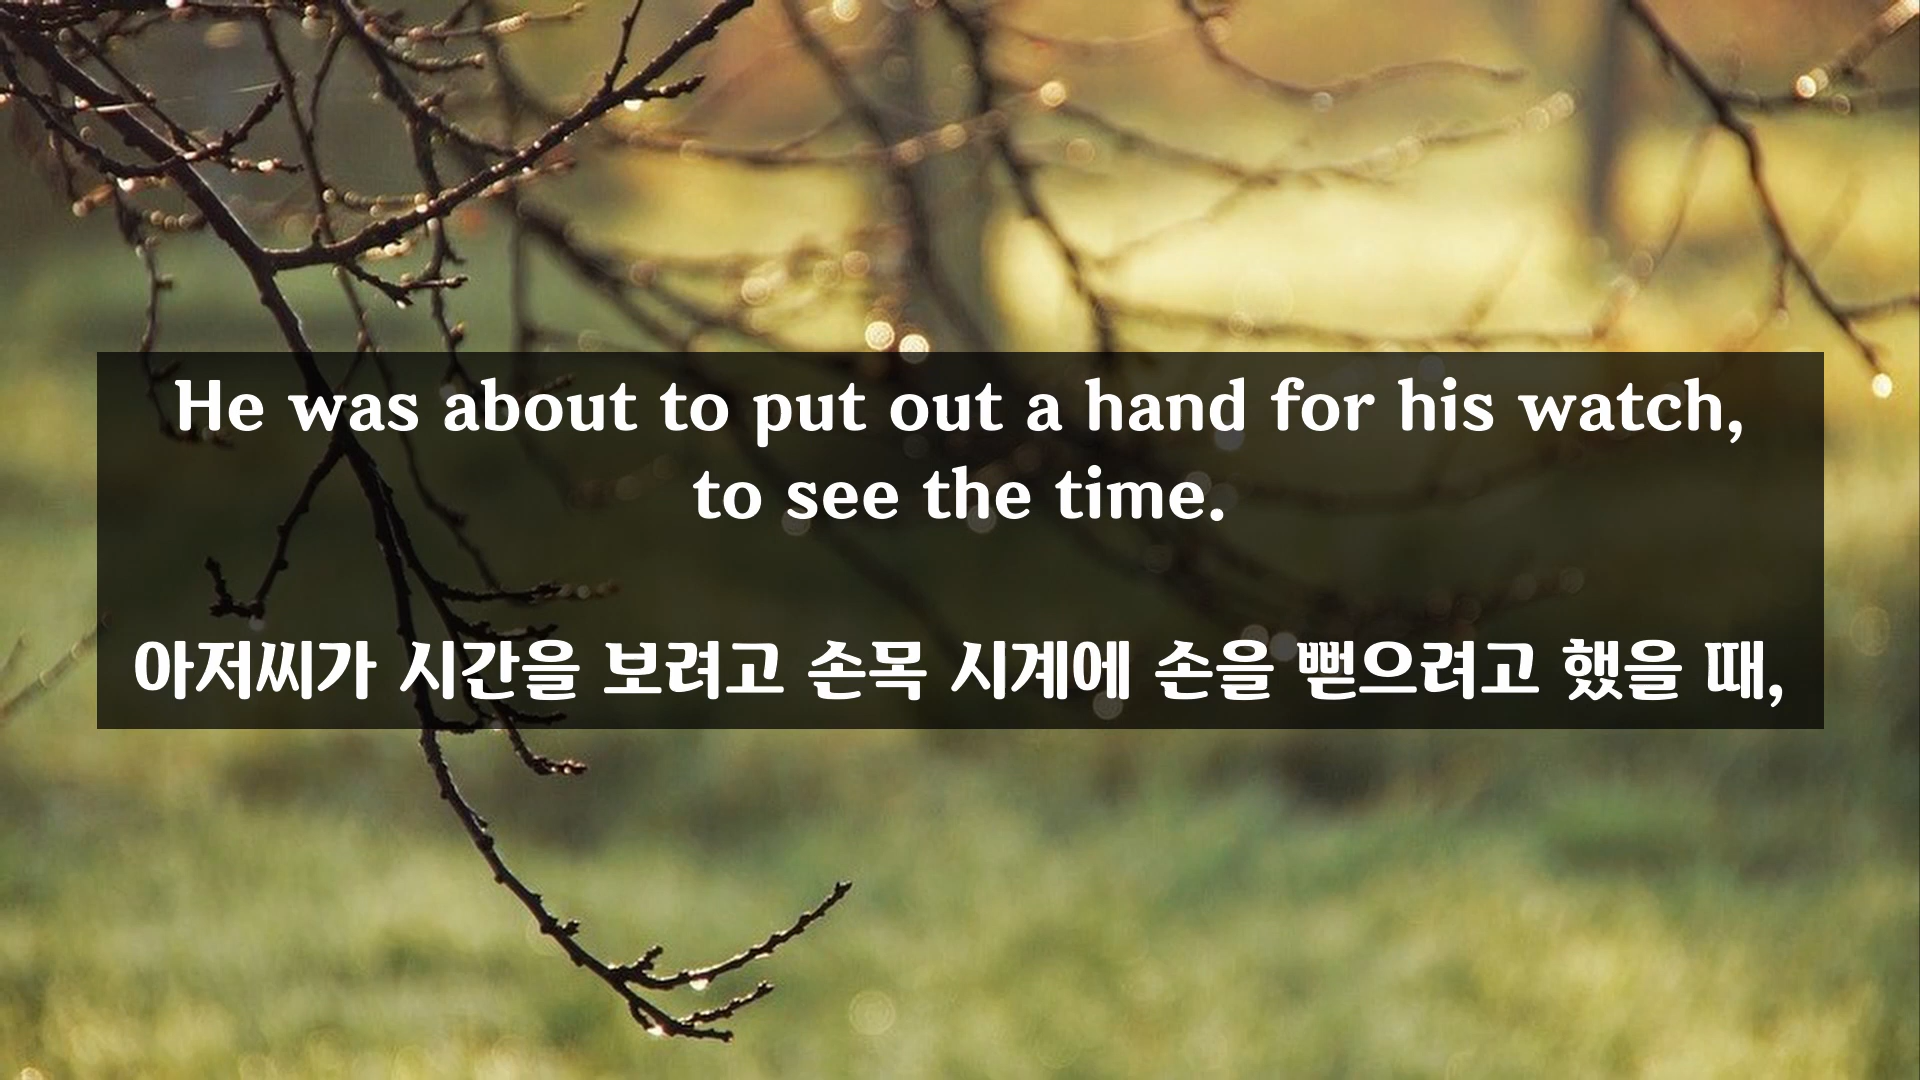 He was about to put out a hand for his watch,
to see the time.
아저씨가 시간을 보려고 손목 시계에 손을 뻗으려고 했을 때,